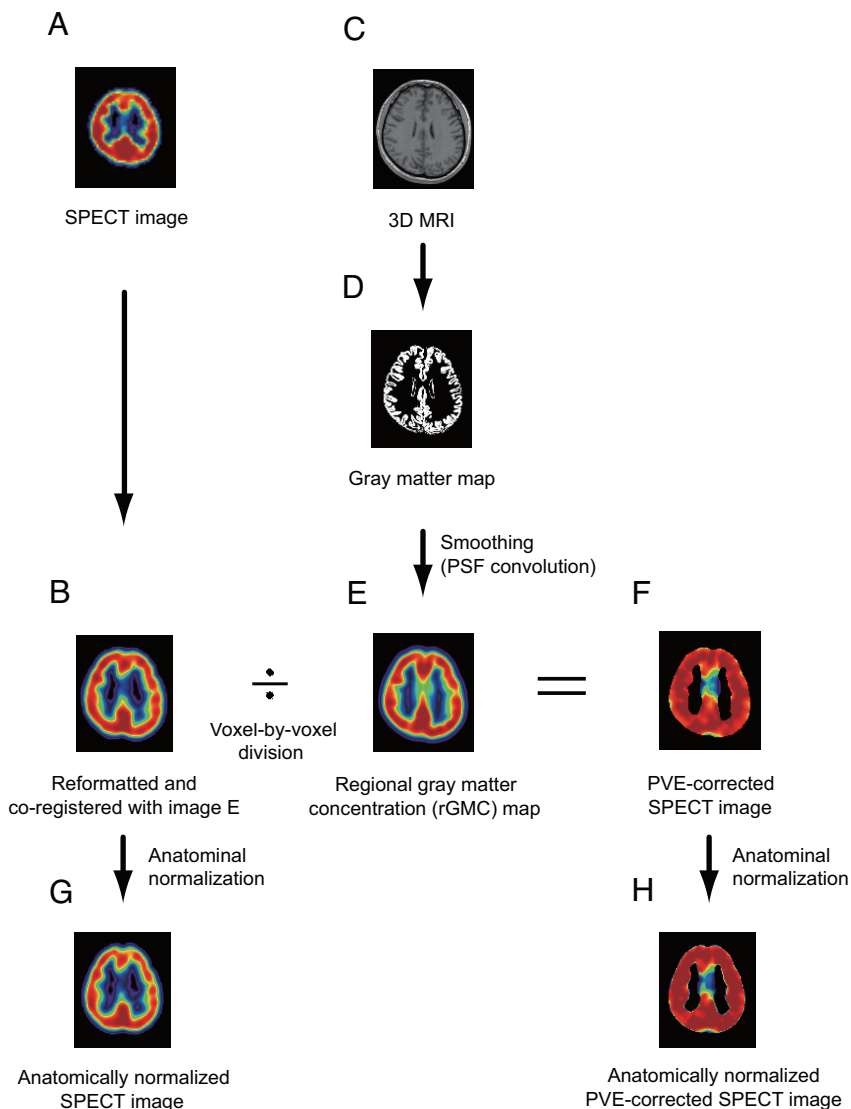 A
SPECT image
C
3D MRI
D
Gray matter map
Smoothing
(PSF convolution)
B
Reformatted and
co-registered with image E
÷
Voxel-by-voxel
division
E
Regional gray matter
concentration (rGMC) map
=
F
PVE-corrected
SPECT image
Anatominal
normalization
Anatominal
normalization
G
Anatomically normalized
SPECT image
H
Anatomically normalized
PVE-corrected SPECT image